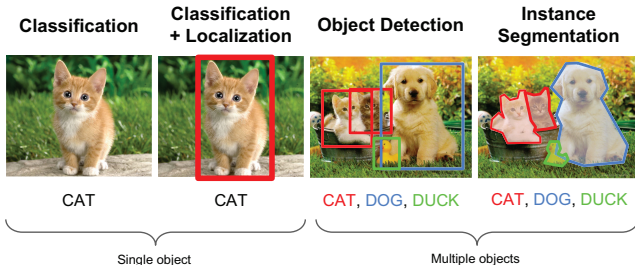 Classification
Classification
+ Localization
Object Detection
Instance
Segmentation
CAT
CAT
CAT, DOG, DUCK
CAT, DOG, DUCK
Single object
Multiple objects